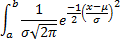 ∫_a^b 1/(σ√2π) e^{-1/2((x-μ)/σ)^2}